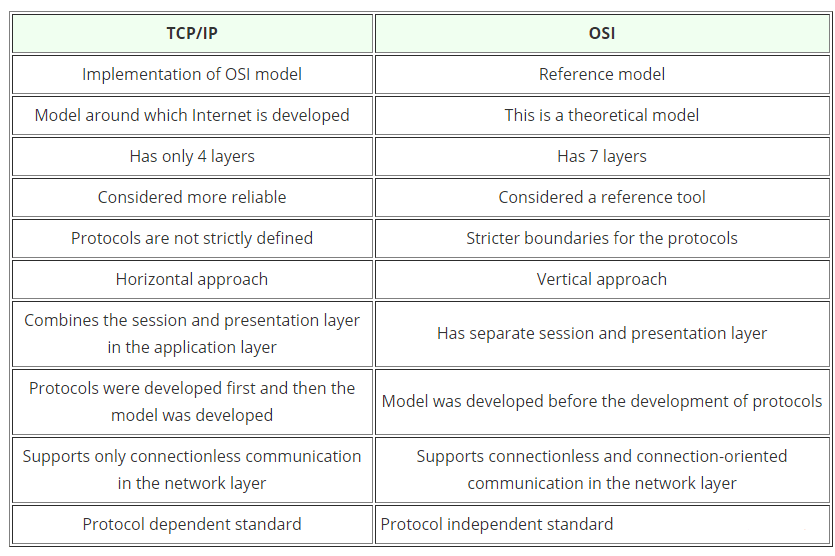 TCP/IP
OSI
Implementation of OSI model
Reference model
Model around which Internet is developed
This is a theoretical model
Has only 4 layers
Has 7 layers
Considered more reliable
Considered a reference tool
Protocols are not strictly defined
Stricter boundaries for the protocols
Horizontal approach
Vertical approach
Combines the session and presentation layer
in the application layer
Has separate session and presentation layer
Protocols were developed first and then the
model was developed
Model was developed before the development of protocols
Supports only connectionless communication
in the network layer
Supports connectionless and connection-oriented
communication in the network layer
Protocol dependent standard
Protocol independent standard